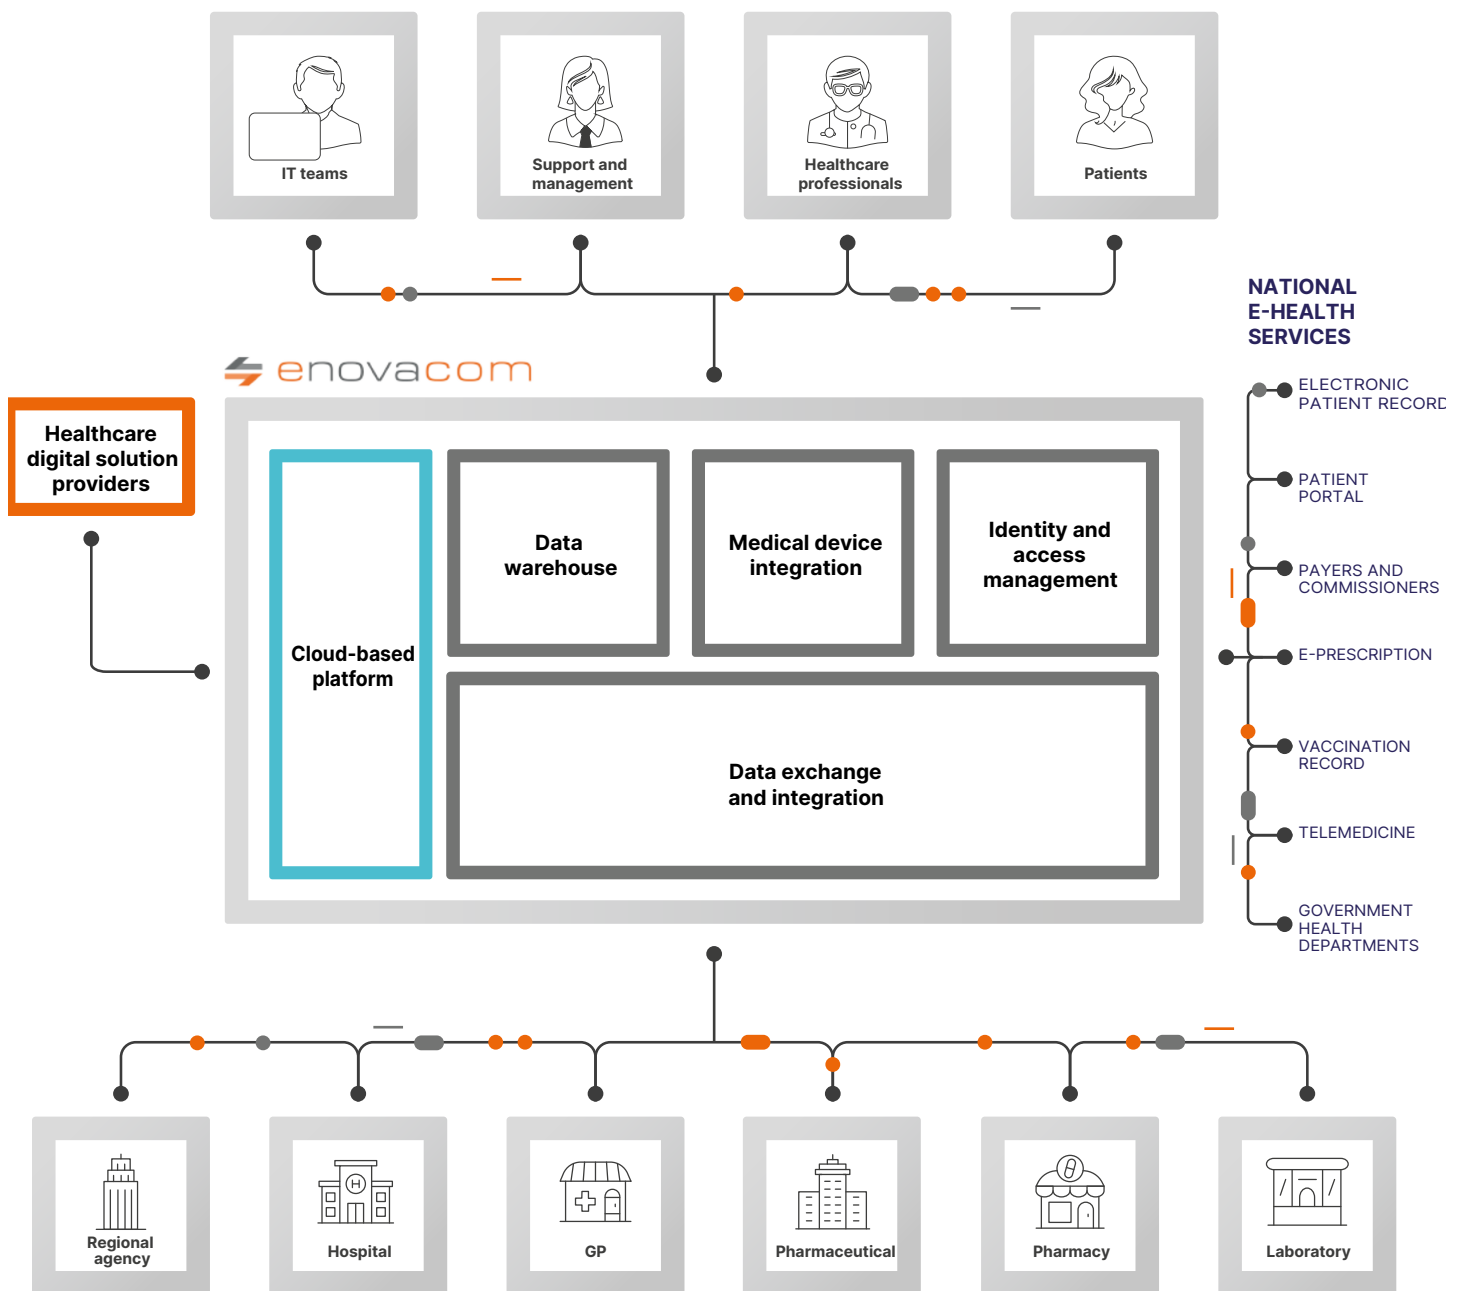 IT teams
Support and
management
Healthcare
professionals
Patients
NATIONAL
E-HEALTH
SERVICES
enovacom
ELECTRONIC
PATIENT RECORD
PATIENT
PORTAL
PAYERS AND
COMMISSIONERS
E-PRESCRIPTION
VACCINATION
RECORD
TELEMEDICINE
GOVERNMENT
HEALTH
DEPARTMENTS
Healthcare
digital solution
providers
Cloud-based
platform
Data
warehouse
Medical device
integration
Identity and
access
management
Data exchange
and integration
Regional
agency
H
Hospital
GP
Pharmaceutical
Pharmacy
Laboratory